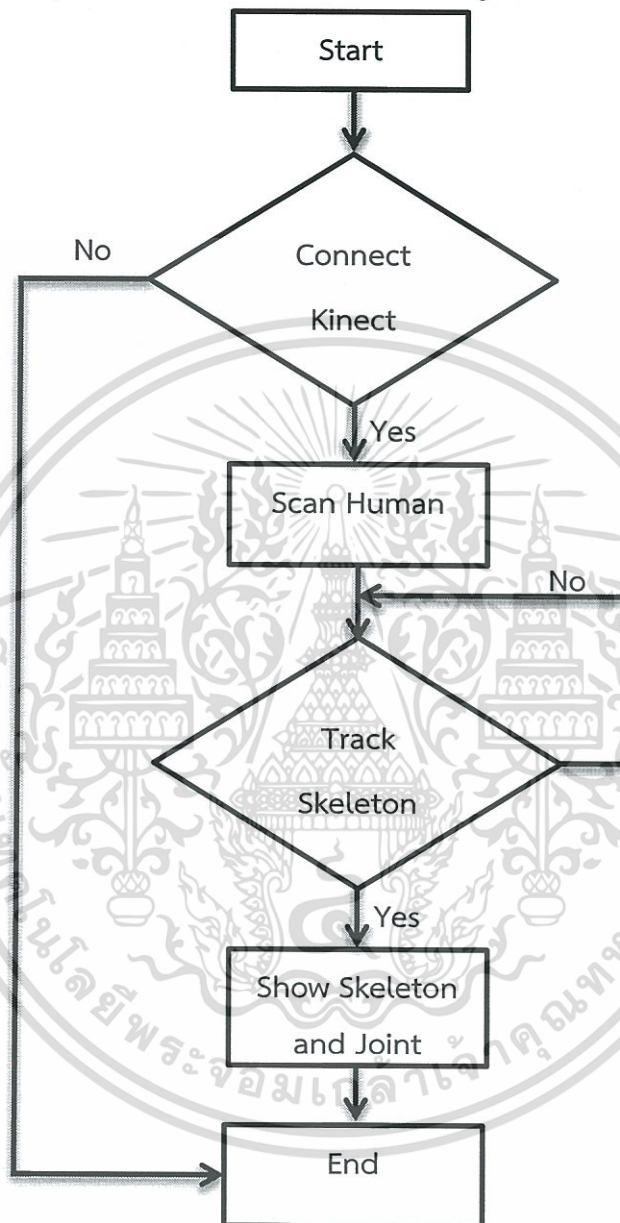 Start
No
Connect
Kinect
Yes
Scan Human
No
Track
Skeleton
Yes
Show Skeleton
and Joint
End